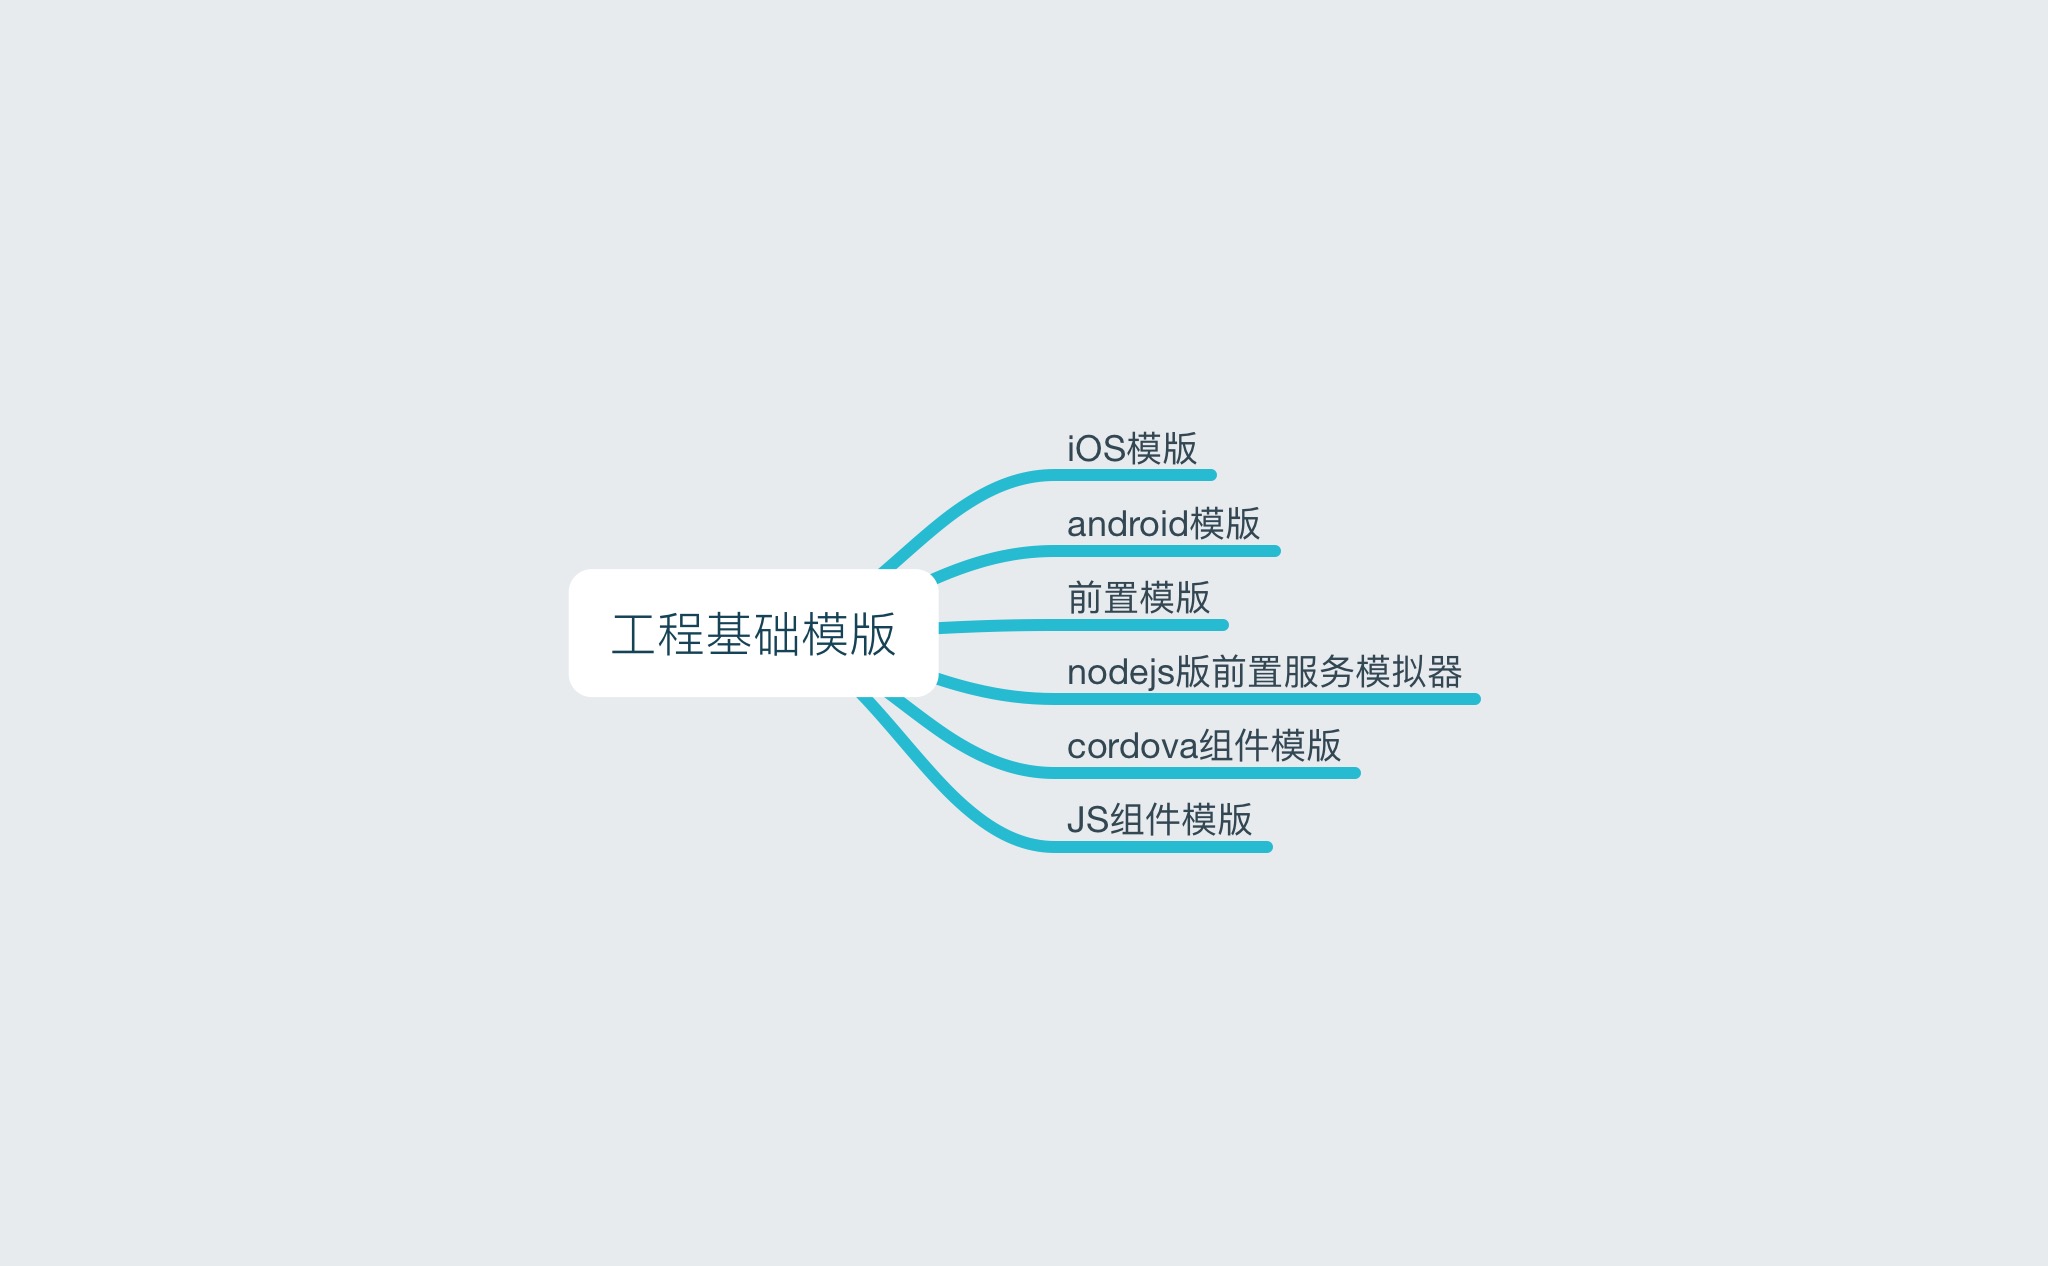 工程基础模版
iOS模版
android模版
前置模版
nodejs版前置服务模拟器
cordova组件模版
JS组件模版